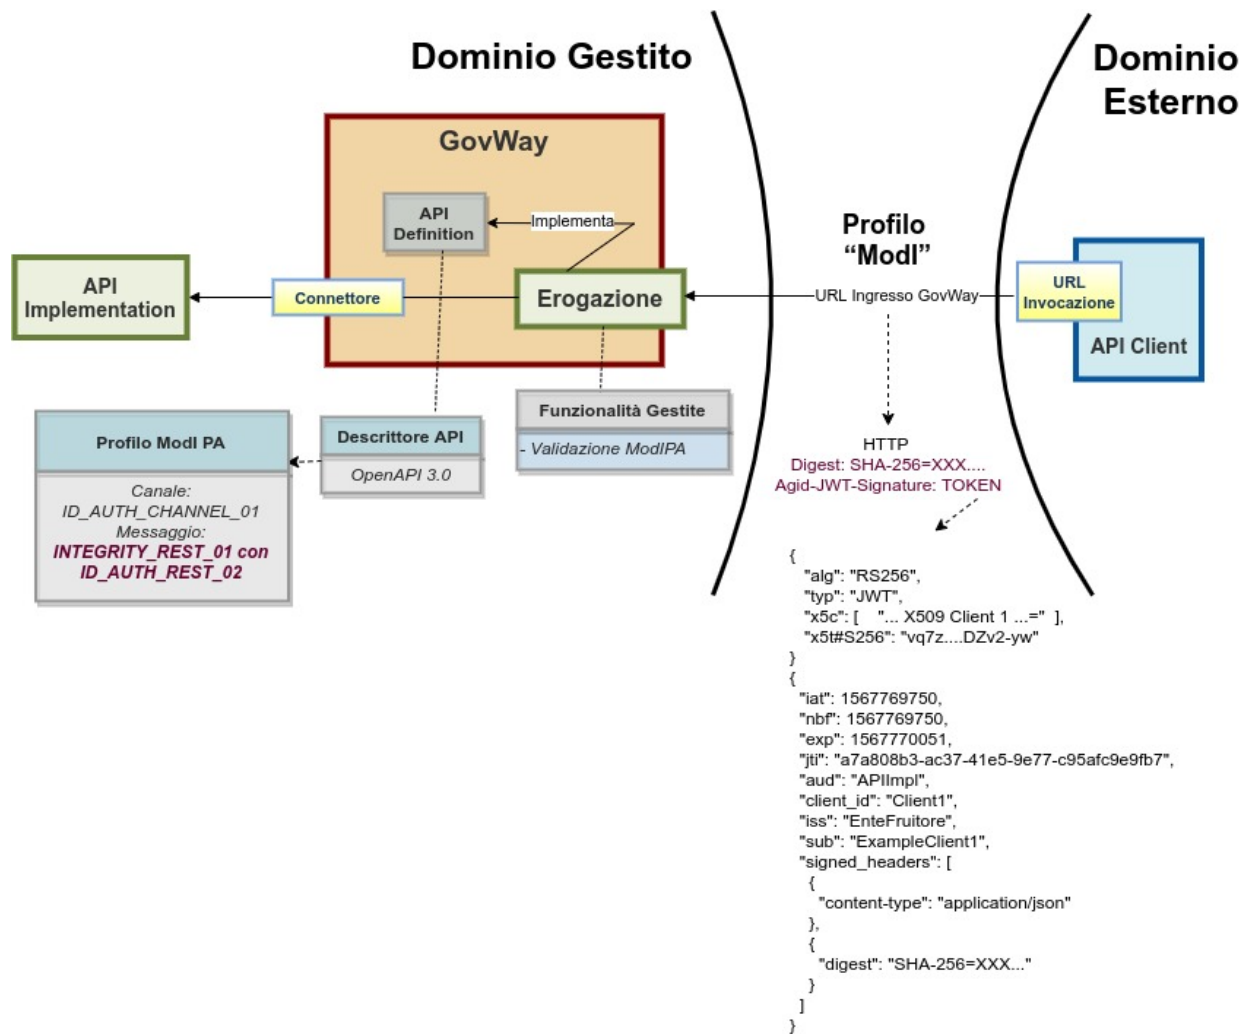 Dominio Gestito
Dominio
Esterno
GovWay
API
Definition
Implementa
Profilo
“ModI”
API
Implementation
Connettore
Erogazione
URL Ingresso GovWay
URL
Invocazione
API Client
Profilo ModI PA
Canale:
ID_AUTH_CHANNEL_01
Messaggio:
INTEGRITY_REST_01 con
ID_AUTH_REST_02
Descrittore API
OpenAPI 3.0
Funzionalità Gestite
- Validazione ModIPA
HTTP
Digest: SHA-256=XXX....
Agid-JWT-Signature: TOKEN
{
"alg": "RS256",
"typ": "JWT",
"x5c": [ "... X509 Client 1 ...=" ],
"x5t#S256": "vq7z....DZv2-yw"
}
{
"iat": 1567769750,
"nbf": 1567769750,
"exp": 1567770051,
"jti": "a7a808b3-ac37-41e5-9e77-c95afc9e9fb7",
"aud": "APIImpl",
"client_id": "Client1",
"iss": "EnteFruitore",
"sub": "ExampleClient1",
"signed_headers": [
{
"content-type": "application/json"
},
{
"digest": "SHA-256=XXX..."
}
]
}